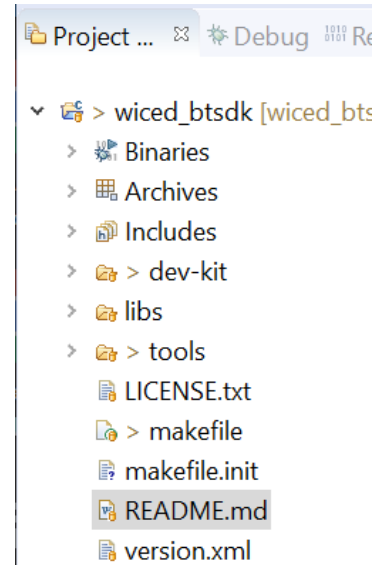 Project ... Debug Re
> wiced_btsdk [wiced_bts
Binaries
Archives
Includes
> dev-kit
libs
> tools
LICENSE.txt
> makefile
makefile.init
README.md
version.xml